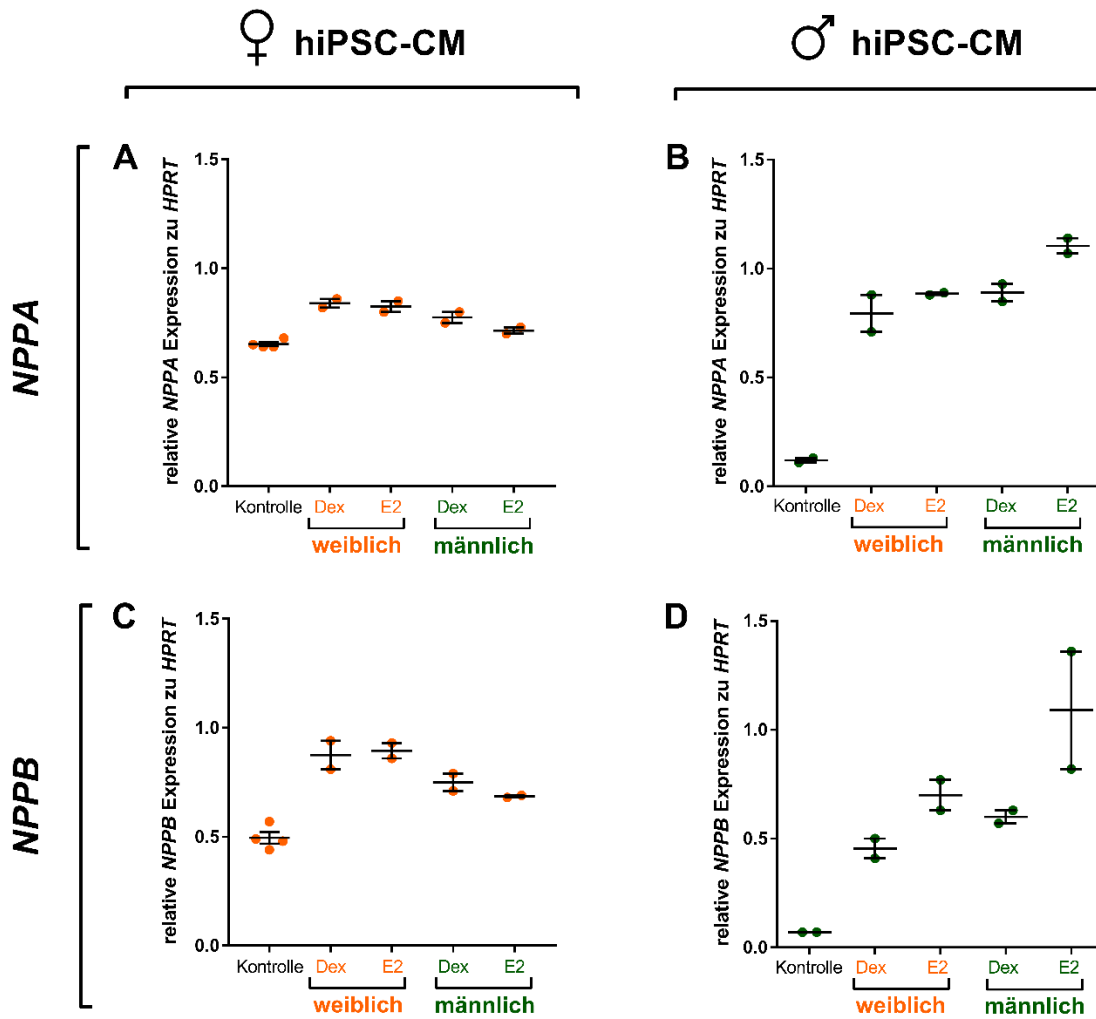 ♀ hiPSC-CM
♂ hiPSC-CM
NPPA
A
relative NPPA Expression zu HPRT
1.5
1.0
0.5
0.0
Kontrolle Dex E2 Dex E2
weiblich männlich
B
relative NPPA Expression zu HPRT
1.5
1.0
0.5
0.0
Kontrolle Dex E2 Dex E2
weiblich männlich
NPPB
C
relative NPPB Expression zu HPRT
1.5
1.0
0.5
0.0
Kontrolle Dex E2 Dex E2
weiblich männlich
D
relative NPPB Expression zu HPRT
1.5
1.0
0.5
0.0
Kontrolle Dex E2 Dex E2
weiblich männlich